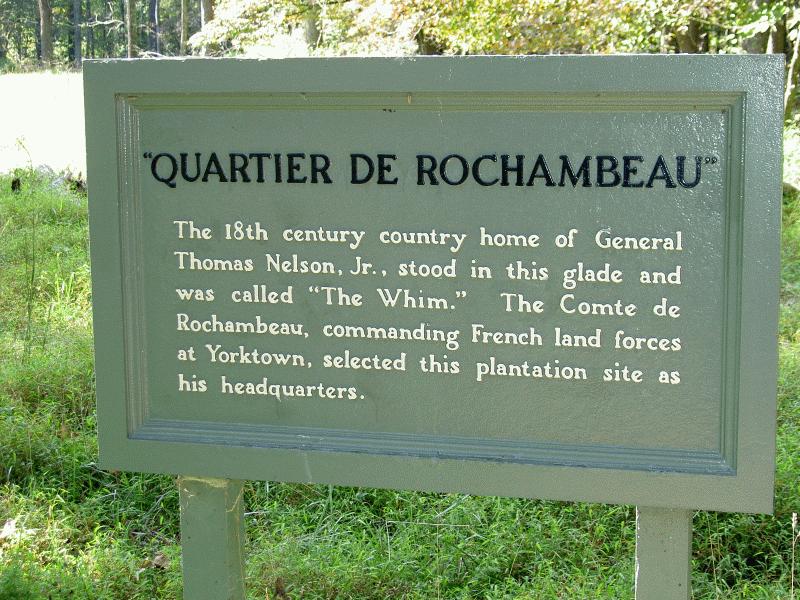 "QUARTIER DE ROCHAMBEAU"
The 18th century country home of General
Thomas Nelson, Jr., stood in this glade and
was called "The Whim." The Comte de
Rochambeau, commanding French land forces
at Yorktown, selected this plantation site as
his headquarters.